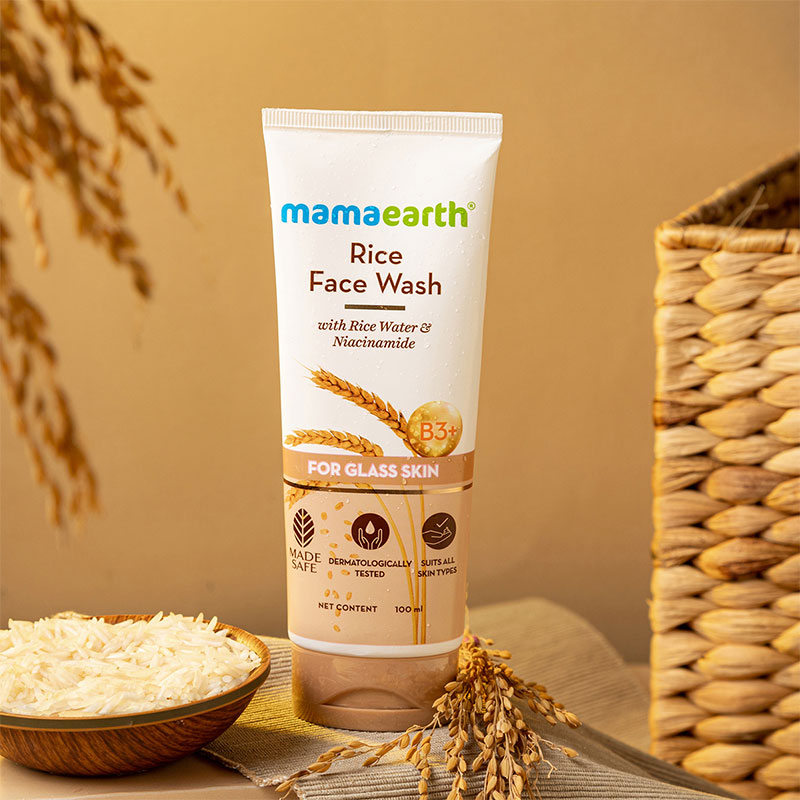 mamaearth®
Rice
Face Wash
with Rice Water &
Niacinamide
B3+
FOR GLASS SKIN
MADE
SAFE
DERMATOLOGICALLY
TESTED
SUITS ALL
SKIN TYPES
NET CONTENT 100 ml